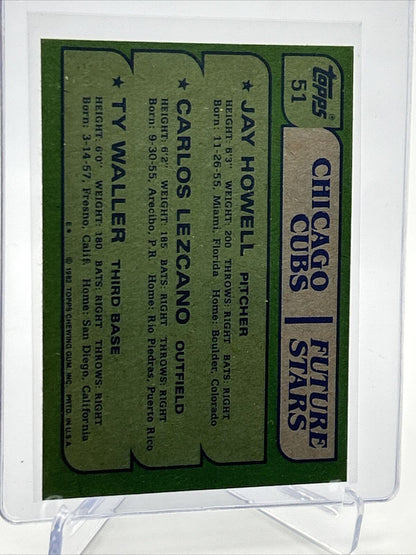 topps®
51
CHICAGO CUBS | FUTURE STARS
★ JAY HOWELL PITCHER
HEIGHT: 6'3" WEIGHT: 200 THROWS: RIGHT BATS: RIGHT
Born: 11-26-55, Miami, Florida Home: Boulder, Colorado
★ CARLOS LEZCANO OUTFIELD
HEIGHT: 6'2" WEIGHT: 185 BATS: RIGHT THROWS: RIGHT
Born: 9-30-55, Arecibo, P.R. Home: Rio Piedras, Puerto Rico
★ TY WALLER THIRD BASE
HEIGHT: 6'0" WEIGHT: 180 BATS: RIGHT THROWS: RIGHT
Born: 3-14-57, Fresno, Calif. Home: San Diego, California
E* © 1982 TOPPS CHEWING GUM, INC. PRTD. IN U.S.A.